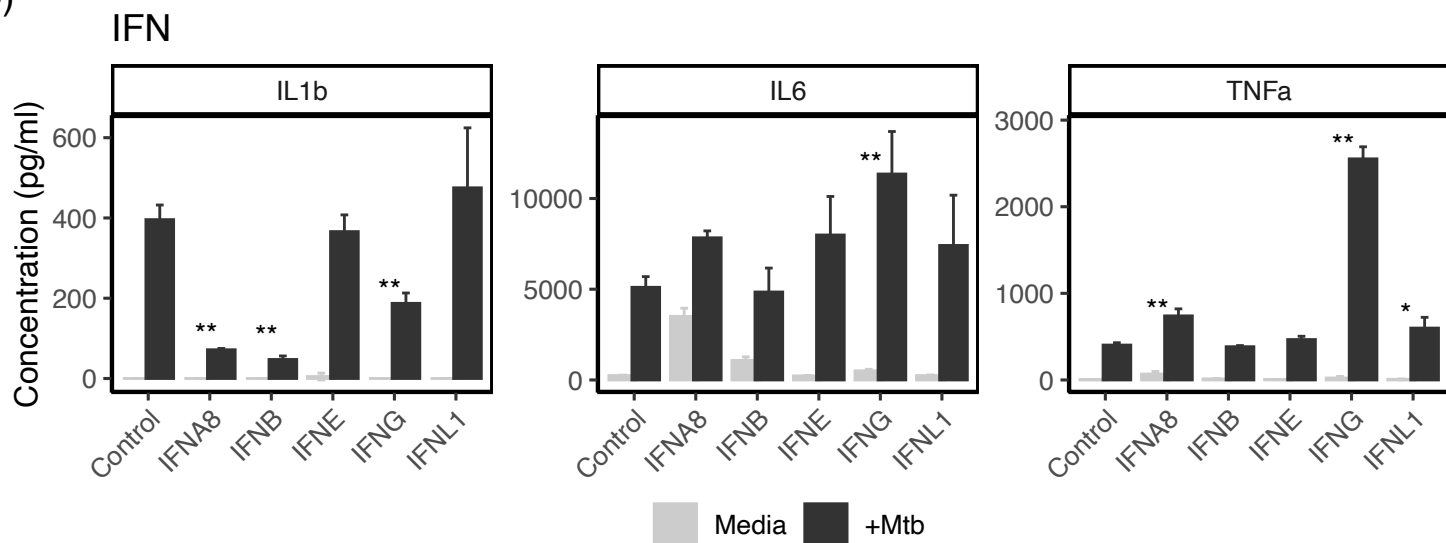 )
IFN
IL1b
IL6
TNFa
Concentration (pg/ml)
600
400
200
0
**
**
**
10000
5000
0
**
3000
2000
1000
0
**
**
*
Control IFNA8 IFNB IFNE IFNG IFNL1
Control IFNA8 IFNB IFNE IFNG IFNL1
Control IFNA8 IFNB IFNE IFNG IFNL1
Media +Mtb